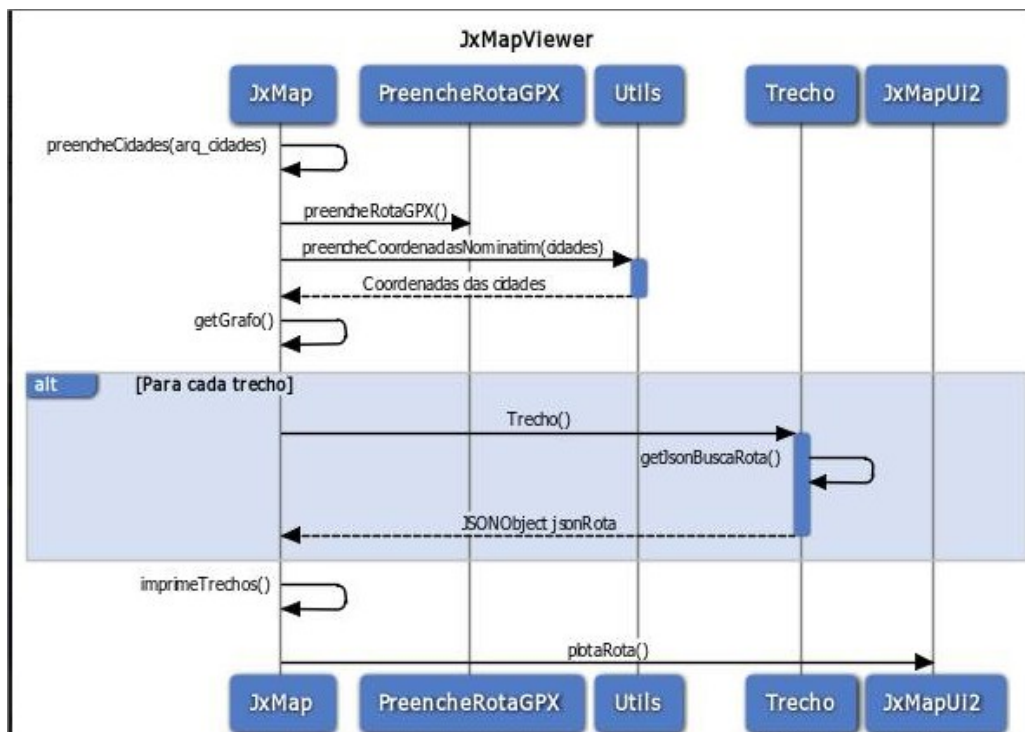 JxMapViewer
JxMap PreencheRotaGPX Utils Trecho JxMapUi2
preencheCidades(arq_cidades)
preencheRotaGPX()
preencheCoordenadasNominatim(cidades)
Coordenadas das cidades
getGrafo()
alt [Para cada trecho]
Trecho()
getJsonBuscaRota()
JSONObject jsonRota
imprimeTrechos()
plotaRota()
JxMap PreencheRotaGPX Utils Trecho JxMapUi2